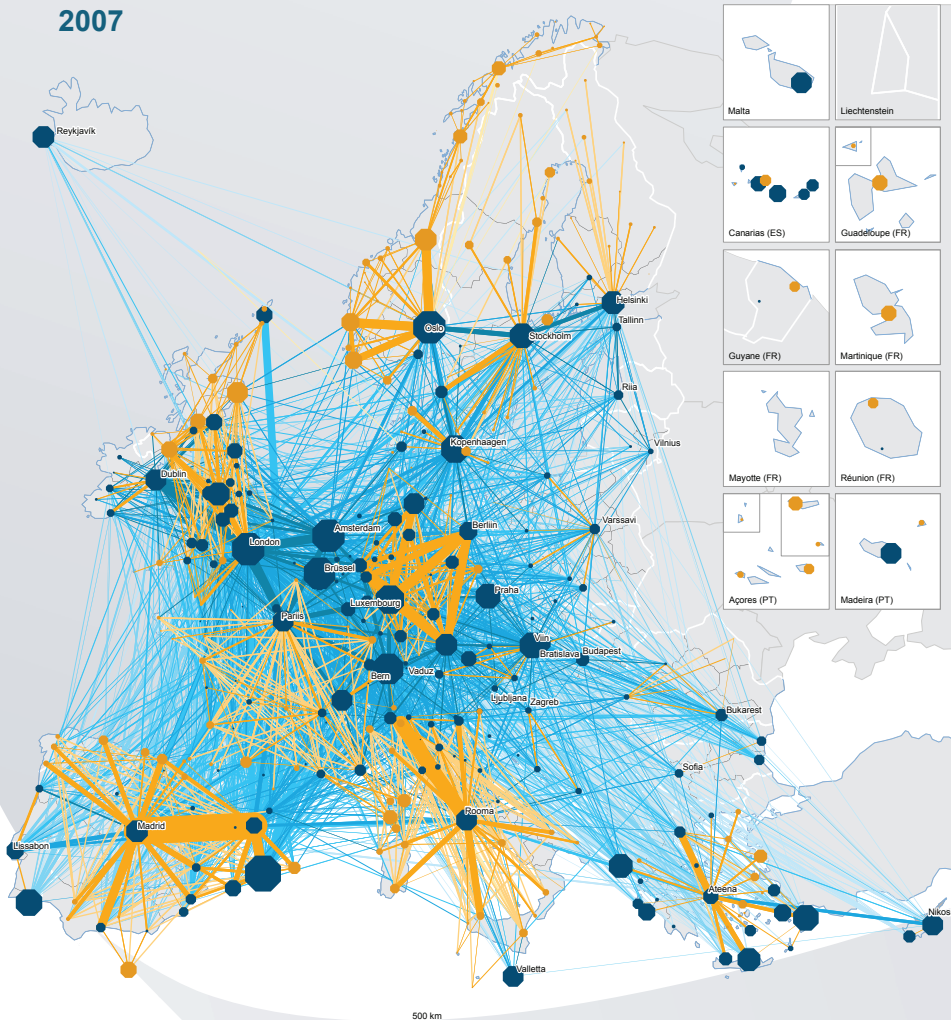 2007
Reykjavík
Oslo
Stockholm
Helsinki
Tallinn
Riia
Vilnius
Kopenhaagen
Dublin
London
Amsterdam
Brüssel
Luxembourg
Pariis
Berliin
Varssavi
Praha
Viin
Bratislava
Budapest
Bern
Vaduz
Ljubljana
Zagreb
Bukarest
Sofia
Madrid
Lissabon
Rooma
Ateena
Nikos
Valletta
500 km
Malta
Liechtenstein
Canarias (ES)
Guadeloupe (FR)
Guyane (FR)
Martinique (FR)
Mayotte (FR)
Réunion (FR)
Açores (PT)
Madeira (PT)